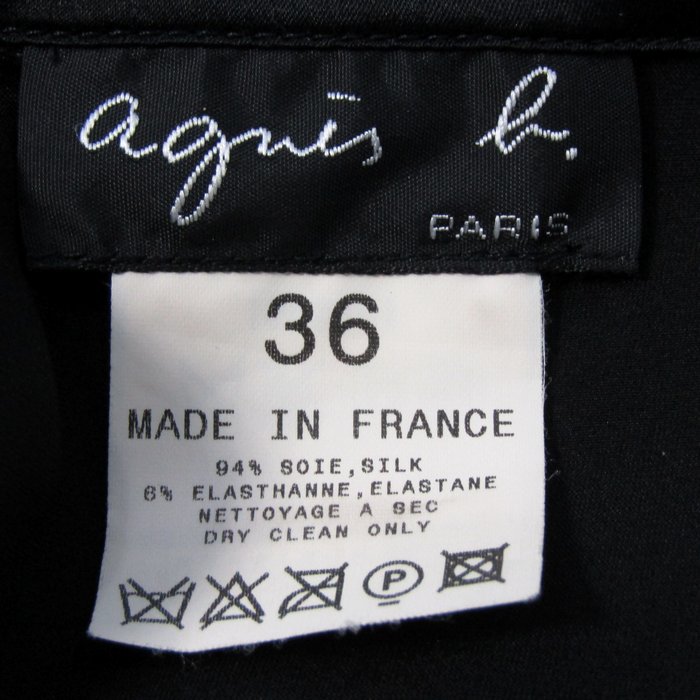 agnès b.
PARIS
36
MADE IN FRANCE
94% SOIE,SILK
6% ELASTHANNE,ELASTANE
NETTOYAGE A SEC
DRY CLEAN ONLY
P